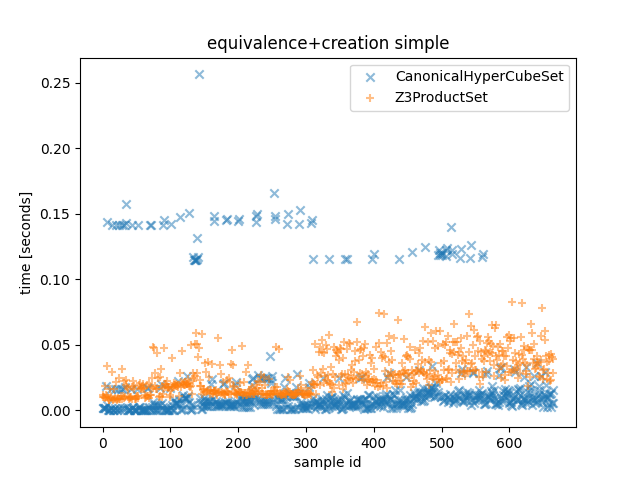 equivalence+creation simple
CanonicalHyperCubeSet
Z3ProductSet
time [seconds]
0.25
0.20
0.15
0.10
0.05
0.00
0 100 200 300 400 500 600
sample id